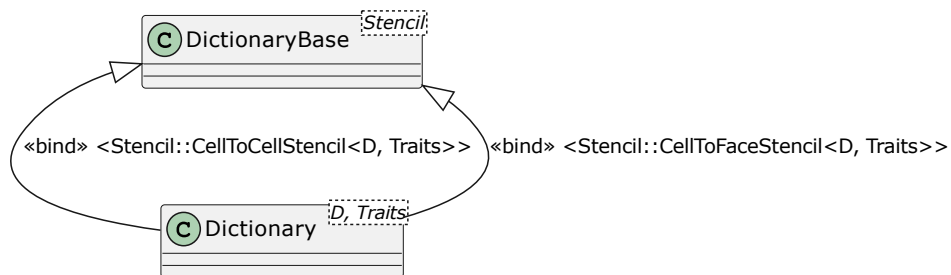 Stencil
C DictionaryBase
«bind» <Stencil::CellToCellStencil<D, Traits>> «bind» <Stencil::CellToFaceStencil<D, Traits>>
D, Traits
C Dictionary